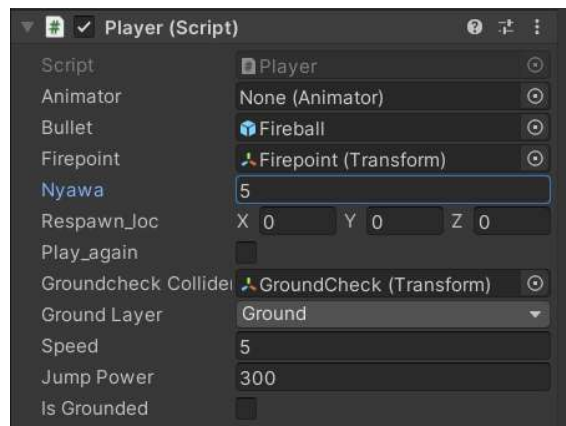 # Player (Script)
Script Player
Animator None (Animator)
Bullet Fireball
Firepoint Firepoint (Transform)
Nyawa 5
Respawn_loc X 0 Y 0 Z 0
Play_again
Groundcheck Collider GroundCheck (Transform)
Ground Layer Ground
Speed 5
Jump Power 300
Is Grounded